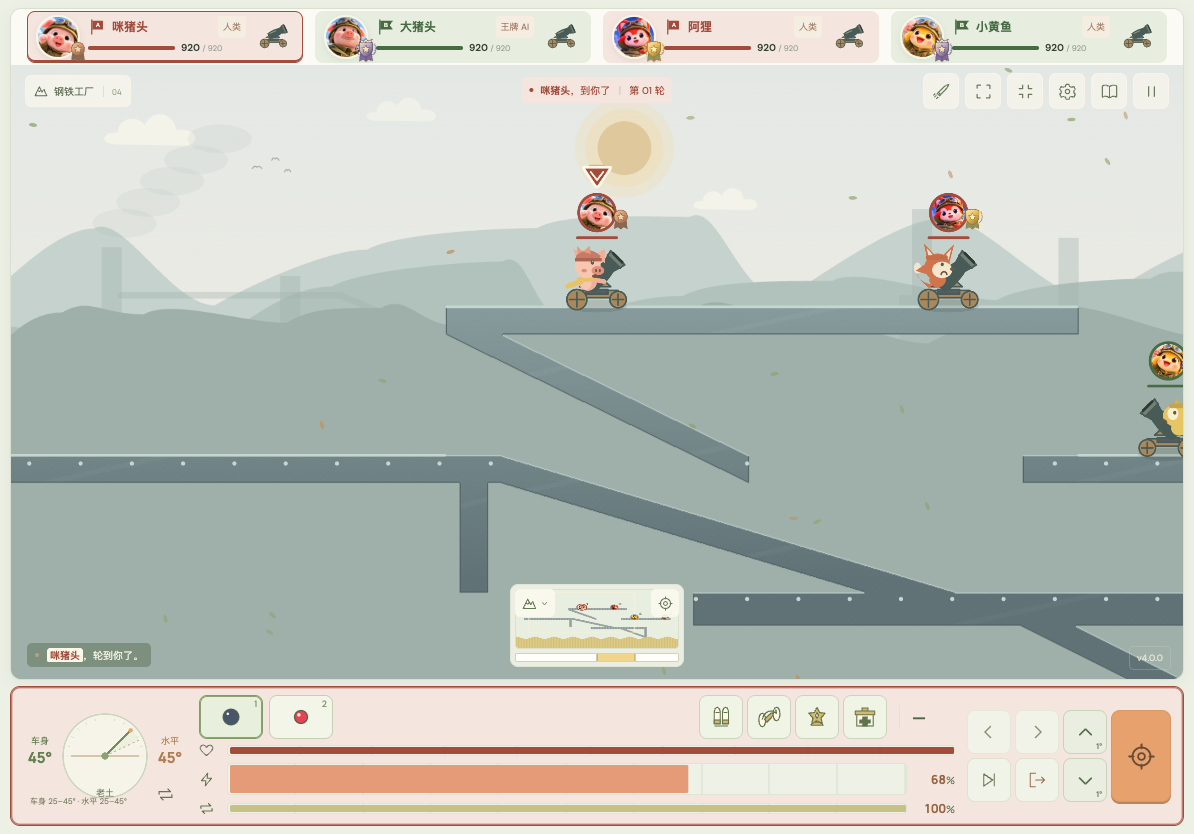 A 咪猪头 人类
920 / 920
B 大猪头 王牌 AI
920 / 920
A 阿狸 人类
920 / 920
B 小黄鱼 人类
920 / 920
钢铁工厂 04
咪猪头，到你了 第 01 轮
咪猪头，轮到你了。
v4.0.0
车身
45°
水平
45°
老土
车身 25–45° · 水平 25–45°
1
2
68%
100%
1°
1°